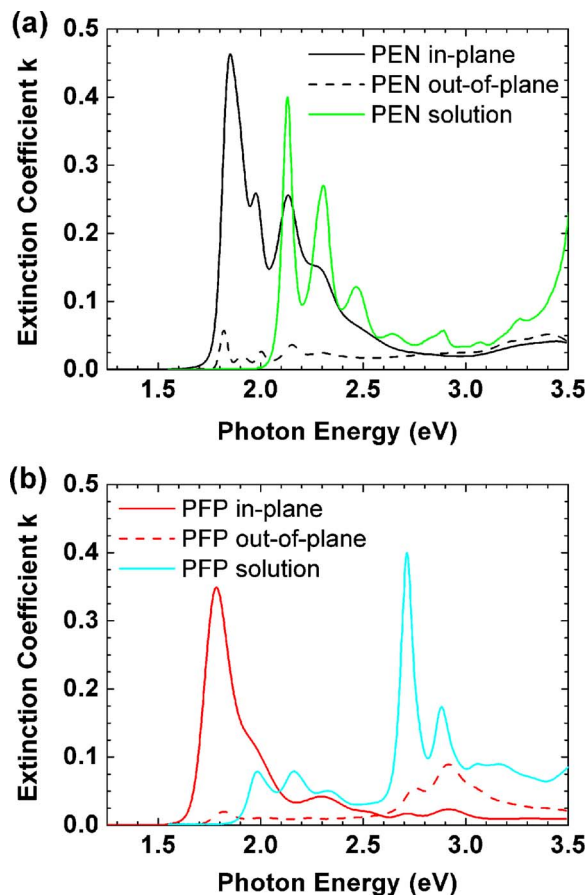 (a)
0.5
0.4
0.3
0.2
0.1
0.0
Extinction Coefficient k
PEN in-plane
PEN out-of-plane
PEN solution
1.5 2.0 2.5 3.0 3.5
Photon Energy (eV)
(b)
0.5
0.4
0.3
0.2
0.1
0.0
Extinction Coefficient k
PFP in-plane
PFP out-of-plane
PFP solution
1.5 2.0 2.5 3.0 3.5
Photon Energy (eV)